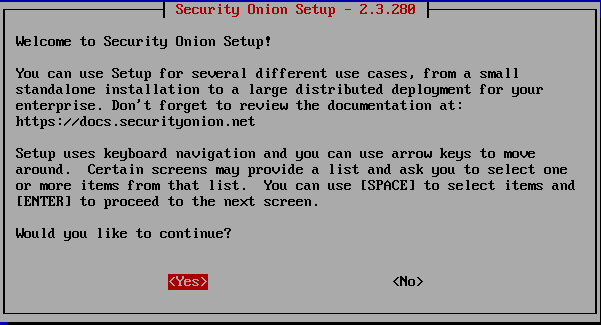 Security Onion Setup - 2.3.280
Welcome to Security Onion Setup!
You can use Setup for several different use cases, from a small
standalone installation to a large distributed deployment for your
enterprise. Don't forget to review the documentation at:
https://docs.securityonion.net
Setup uses keyboard navigation and you can use arrow keys to move
around.  Certain screens may provide a list and ask you to select one
or more items from that list.  You can use [SPACE] to select items and
[ENTER] to proceed to the next screen.
Would you like to continue?
<Yes> <No>